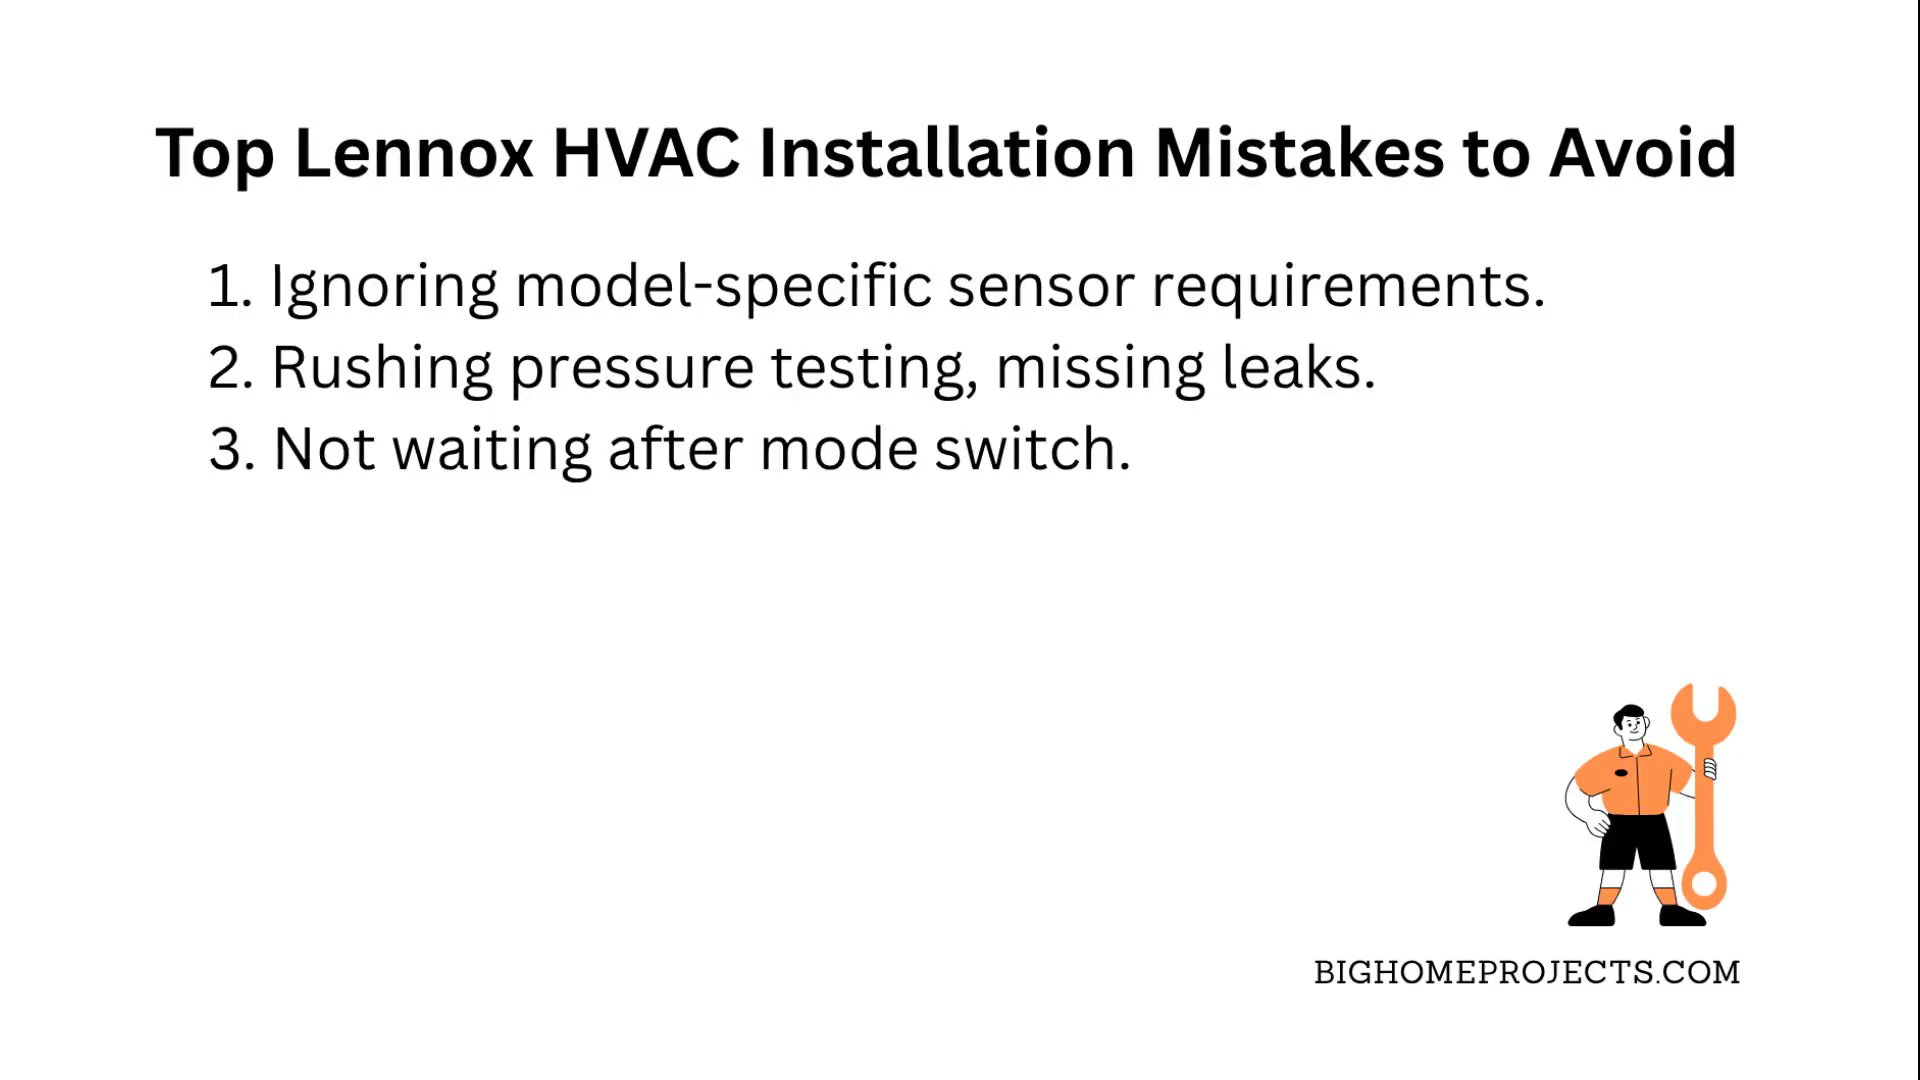 Top Lennox HVAC Installation Mistakes to Avoid
1. Ignoring model-specific sensor requirements.
2. Rushing pressure testing, missing leaks.
3. Not waiting after mode switch.
BIGHOMEPROJECTS.COM